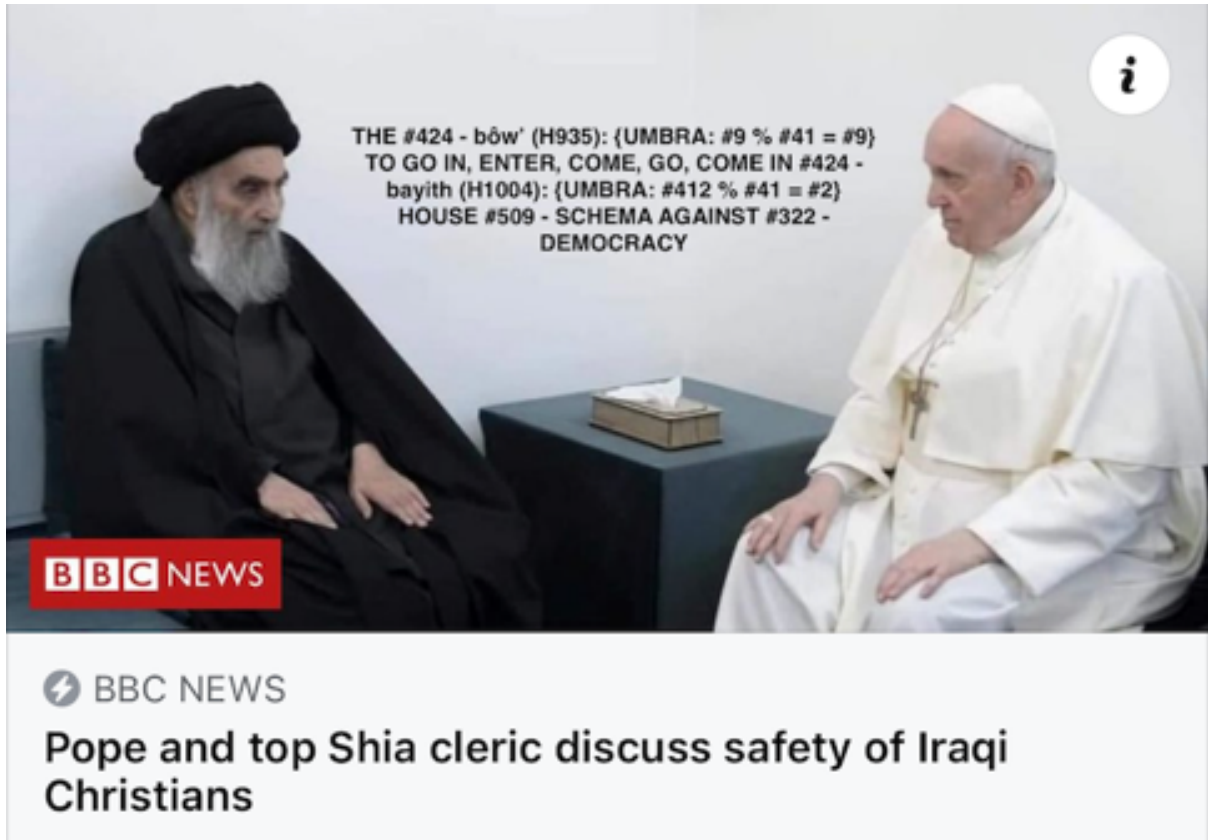 THE #424 - bôw' (H935): {UMBRA: #9 % #41 = #9}
TO GO IN, ENTER, COME, GO, COME IN #424 -
bayith (H1004): {UMBRA: #412 % #41 = #2}
HOUSE #509 - SCHEMA AGAINST #322 -
DEMOCRACY
i
BBC NEWS
BBC NEWS
Pope and top Shia cleric discuss safety of Iraqi
Christians